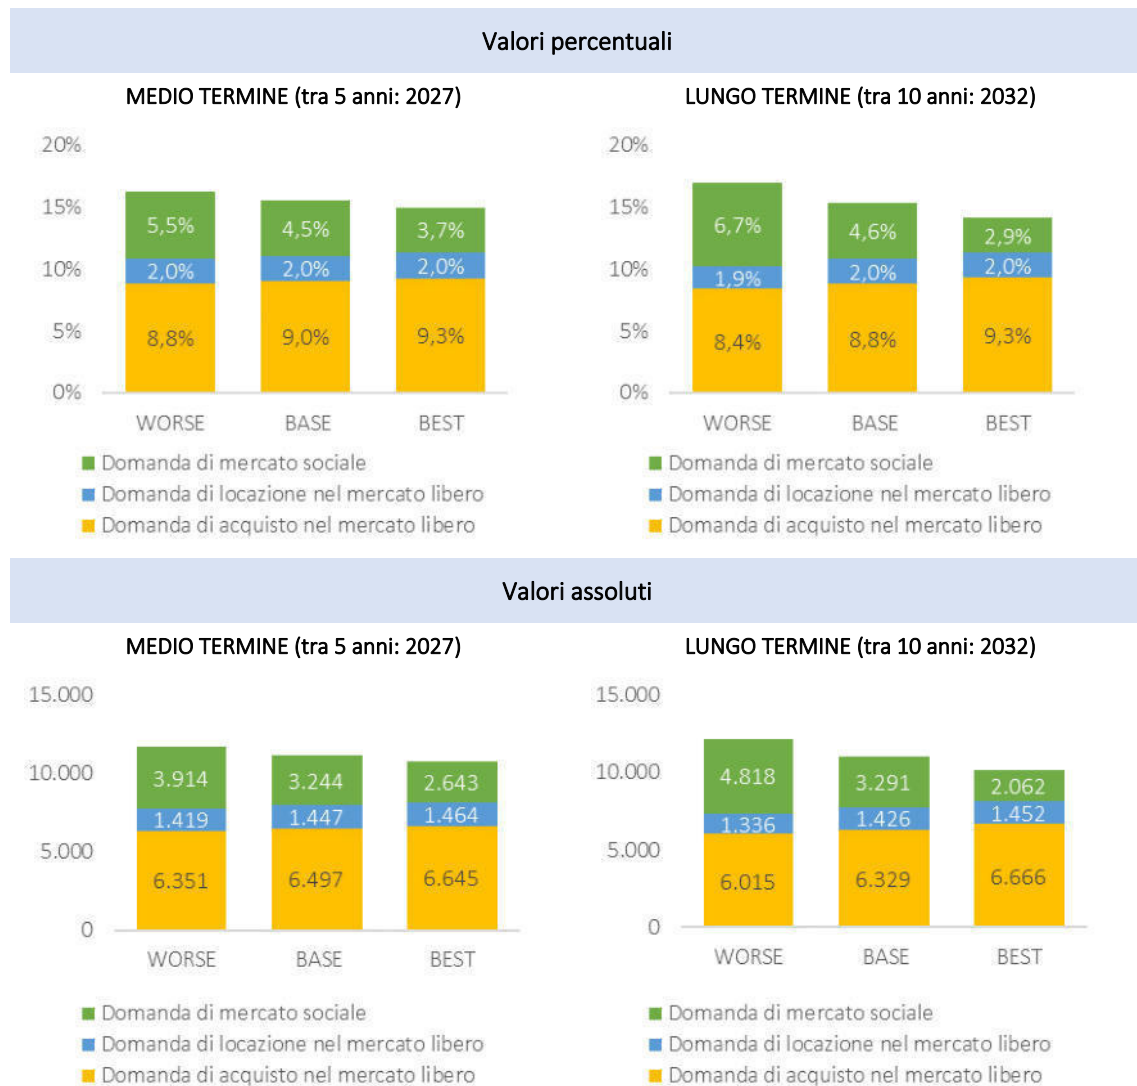 Valori percentuali
MEDIO TERMINE (tra 5 anni: 2027)
20%
15%
10%
5%
0%
5,5%
4,5%
3,7%
2,0%
2,0%
2,0%
8,8%
9,0%
9,3%
WORSE
BASE
BEST
Domanda di mercato sociale
Domanda di locazione nel mercato libero
Domanda di acquisto nel mercato libero
LUNGO TERMINE (tra 10 anni: 2032)
20%
15%
10%
5%
0%
6,7%
4,6%
2,9%
1,9%
2,0%
2,0%
8,4%
8,8%
9,3%
WORSE
BASE
BEST
Domanda di mercato sociale
Domanda di locazione nel mercato libero
Domanda di acquisto nel mercato libero
Valori assoluti
MEDIO TERMINE (tra 5 anni: 2027)
15.000
10.000
5.000
0
3.914
3.244
2.643
1.419
1.447
1.464
6.351
6.497
6.645
WORSE
BASE
BEST
Domanda di mercato sociale
Domanda di locazione nel mercato libero
Domanda di acquisto nel mercato libero
LUNGO TERMINE (tra 10 anni: 2032)
15.000
10.000
5.000
0
4.818
3.291
2.062
1.336
1.426
1.452
6.015
6.329
6.666
WORSE
BASE
BEST
Domanda di mercato sociale
Domanda di locazione nel mercato libero
Domanda di acquisto nel mercato libero